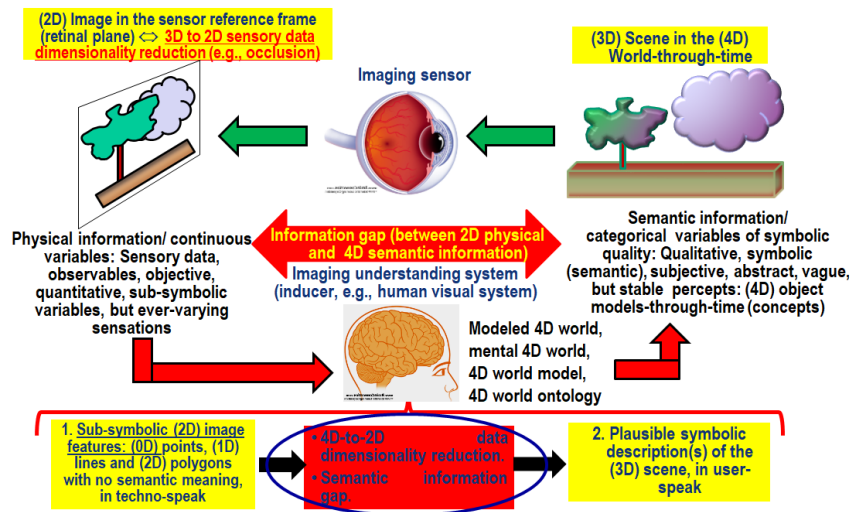 (2D) Image in the sensor reference frame
(retinal plane) ⇔ 3D to 2D sensory data
dimensionality reduction (e.g., occlusion)
Imaging sensor
(3D) Scene in the (4D)
World-through-time
Physical information/ continuous
variables: Sensory data,
observables, objective,
quantitative, sub-symbolic
variables, but ever-varying
sensations
Information gap (between 2D physical
and 4D semantic information)
Imaging understanding system
(inducer, e.g., human visual system)
Semantic information/
categorical variables of symbolic
quality: Qualitative, symbolic
(semantic), subjective, abstract, vague,
but stable percepts: (4D) object
models-through-time (concepts)
Modeled 4D world,
mental 4D world,
4D world model,
4D world ontology
1. Sub-symbolic (2D) image
features: (0D) points, (1D)
lines and (2D) polygons
with no semantic meaning,
in techno-speak
• 4D-to-2D data
dimensionality reduction.
• Semantic information
gap.
2. Plausible symbolic
description(s) of the
(3D) scene, in user-
speak